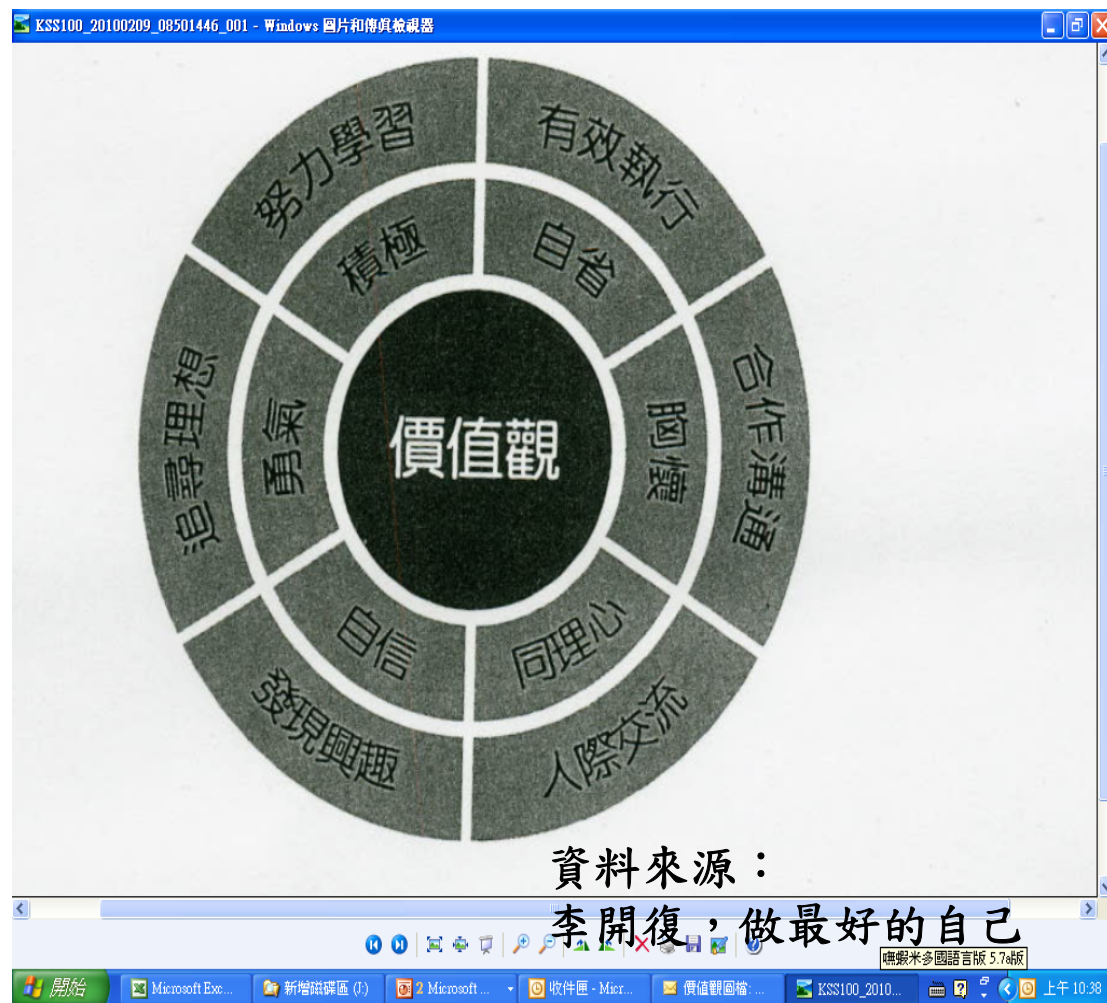 KSS100_20100209_08501446_001 - Windows 圖片和傳真檢視器
努力學習
有效執行
積極
自省
追尋理想
勇氣
價值觀
胸懷
合作溝通
自信
同理心
發現興趣
人際交流
資料來源：
李開復，做最好的自己
嘸蝦米多國語言版 5.7a版
開始
Microsoft Exc...
新增磁碟區 (J:)
2 Microsoft ...
收件匣 - Micr...
價值觀圖檔: ...
KSS100_2010...
上午 10:38